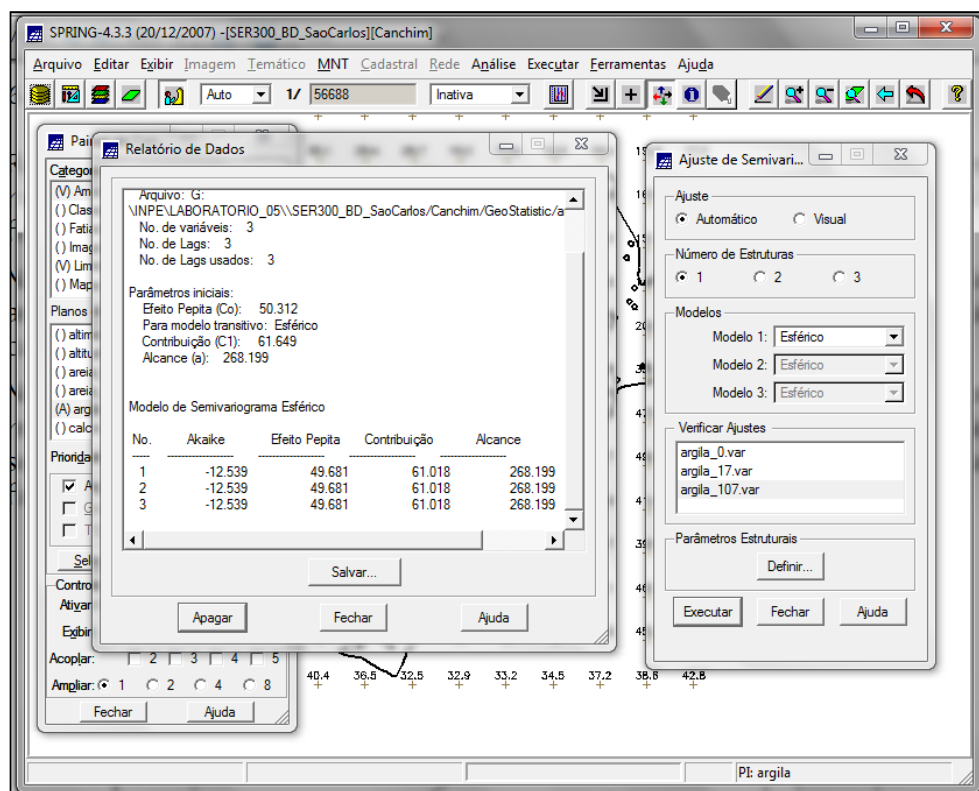 SPRING-4.3.3 (20/12/2007) -[SER300_BD_SaoCarlos][Canchim]
Arquivo Editar Exibir Imagem Temático MNT Cadastral Rede Análise Executar Ferramentas Ajuda
Auto 1/ 56688 Inativa
Relatório de Dados
Arquivo: G:
\INPE\LABORATORIO_05\\SER300_BD_SaoCarlos/Canchim/GeoStatistic/a
No. de variáveis: 3
No. de Lags: 3
No. de Lags usados: 3
Parâmetros iniciais:
Efeito Pepita (Co): 50.312
Para modelo transitivo: Esférico
Contribuição (C1): 61.649
Alcance (a): 268.199
Modelo de Semivariograma Esférico
No. Akaike Efeito Pepita Contribuição Alcance
1 -12.539 49.681 61.018 268.199
2 -12.539 49.681 61.018 268.199
3 -12.539 49.681 61.018 268.199
Salvar...
Apagar Fechar Ajuda
Ajuste de Semivari...
Ajuste
Automático Visual
Número de Estruturas
1 2 3
Modelos
Modelo 1: Esférico
Modelo 2: Esférico
Modelo 3: Esférico
Verificar Ajustes
argila_0.var
argila_17.var
argila_107.var
Parâmetros Estruturais
Definir...
Executar Fechar Ajuda
Pai
Categor
(V) Am
( ) Clas
( ) Fatia
( ) Imag
(V) Lim
( ) Map
Planos
( ) altim
( ) altitu
( ) areia
( ) areia
(A) arg
( ) calc
Priorida
A
G
T
Sel
Contro
Ativar
Exibir
Acoplar: 2 3 4 5
Ampliar: 1 2 4 8
Fechar Ajuda
40.4 36.5 32.5 32.9 33.2 34.5 37.2 38.8 42.8
PI: argila